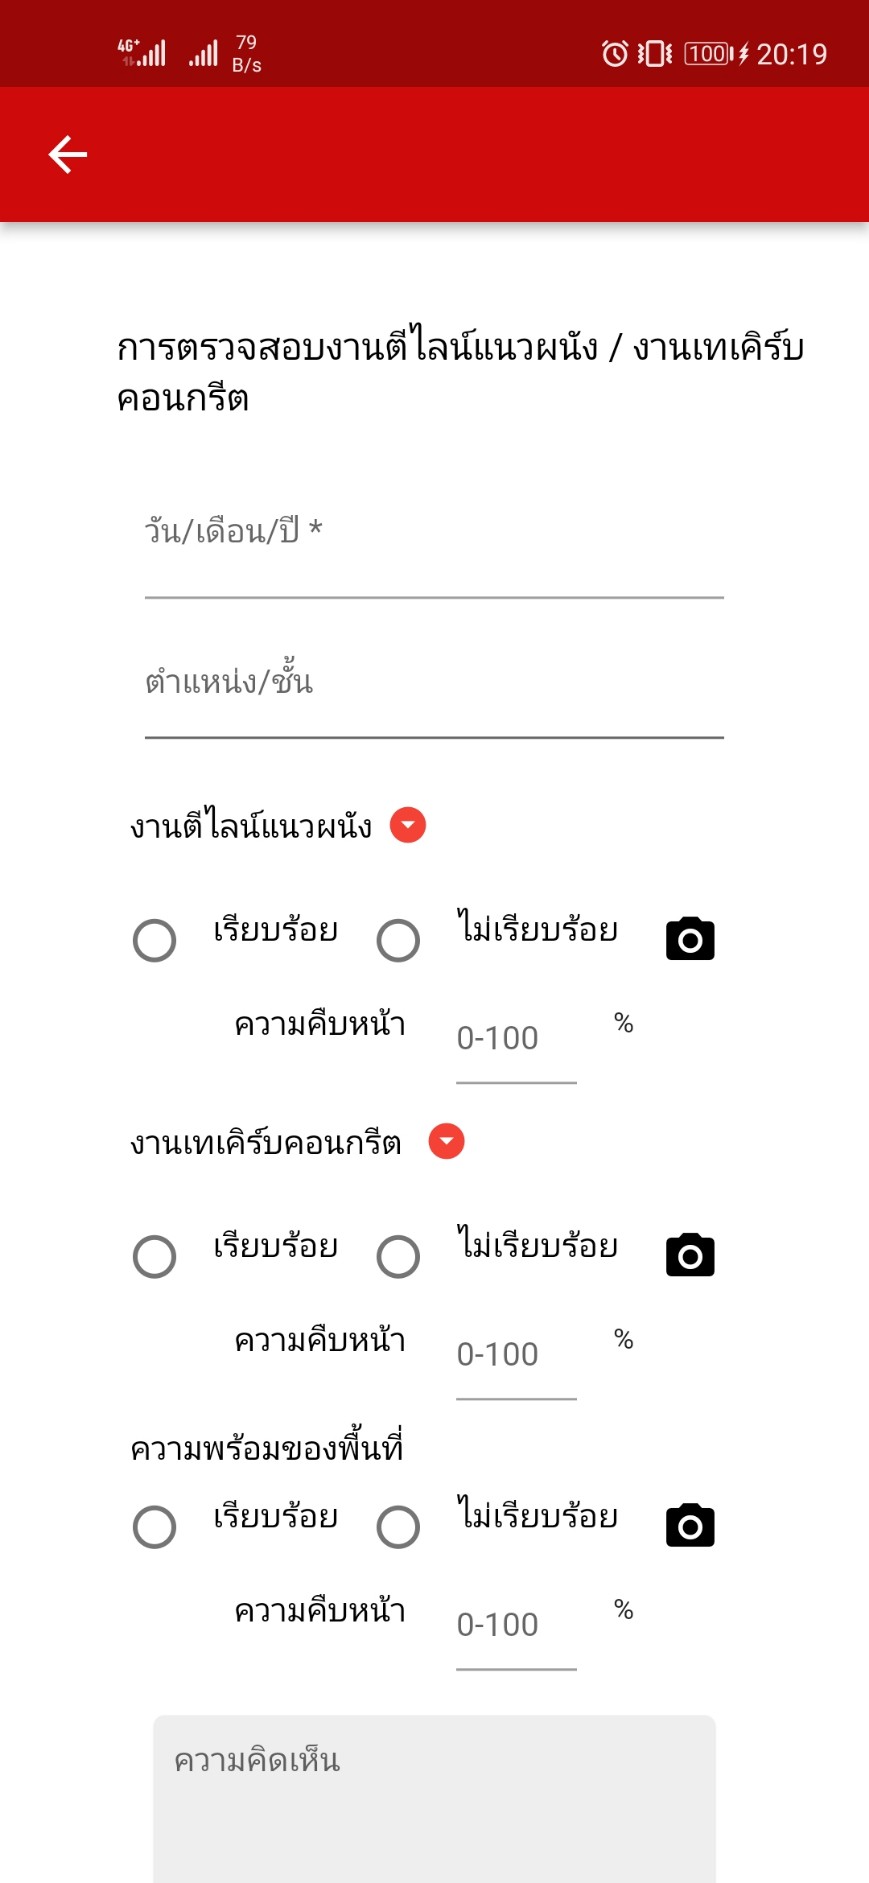 4G+ 79 B/s 100 20:19
การตรวจสอบงานตีไลน์แนวผนัง / งานเทเคิร์บ
คอนกรีต
วัน/เดือน/ปี *
ตำแหน่ง/ชั้น
งานตีไลน์แนวผนัง
เรียบร้อย ไม่เรียบร้อย
ความคืบหน้า 0-100 %
งานเทเคิร์บคอนกรีต
เรียบร้อย ไม่เรียบร้อย
ความคืบหน้า 0-100 %
ความพร้อมของพื้นที่
เรียบร้อย ไม่เรียบร้อย
ความคืบหน้า 0-100 %
ความคิดเห็น